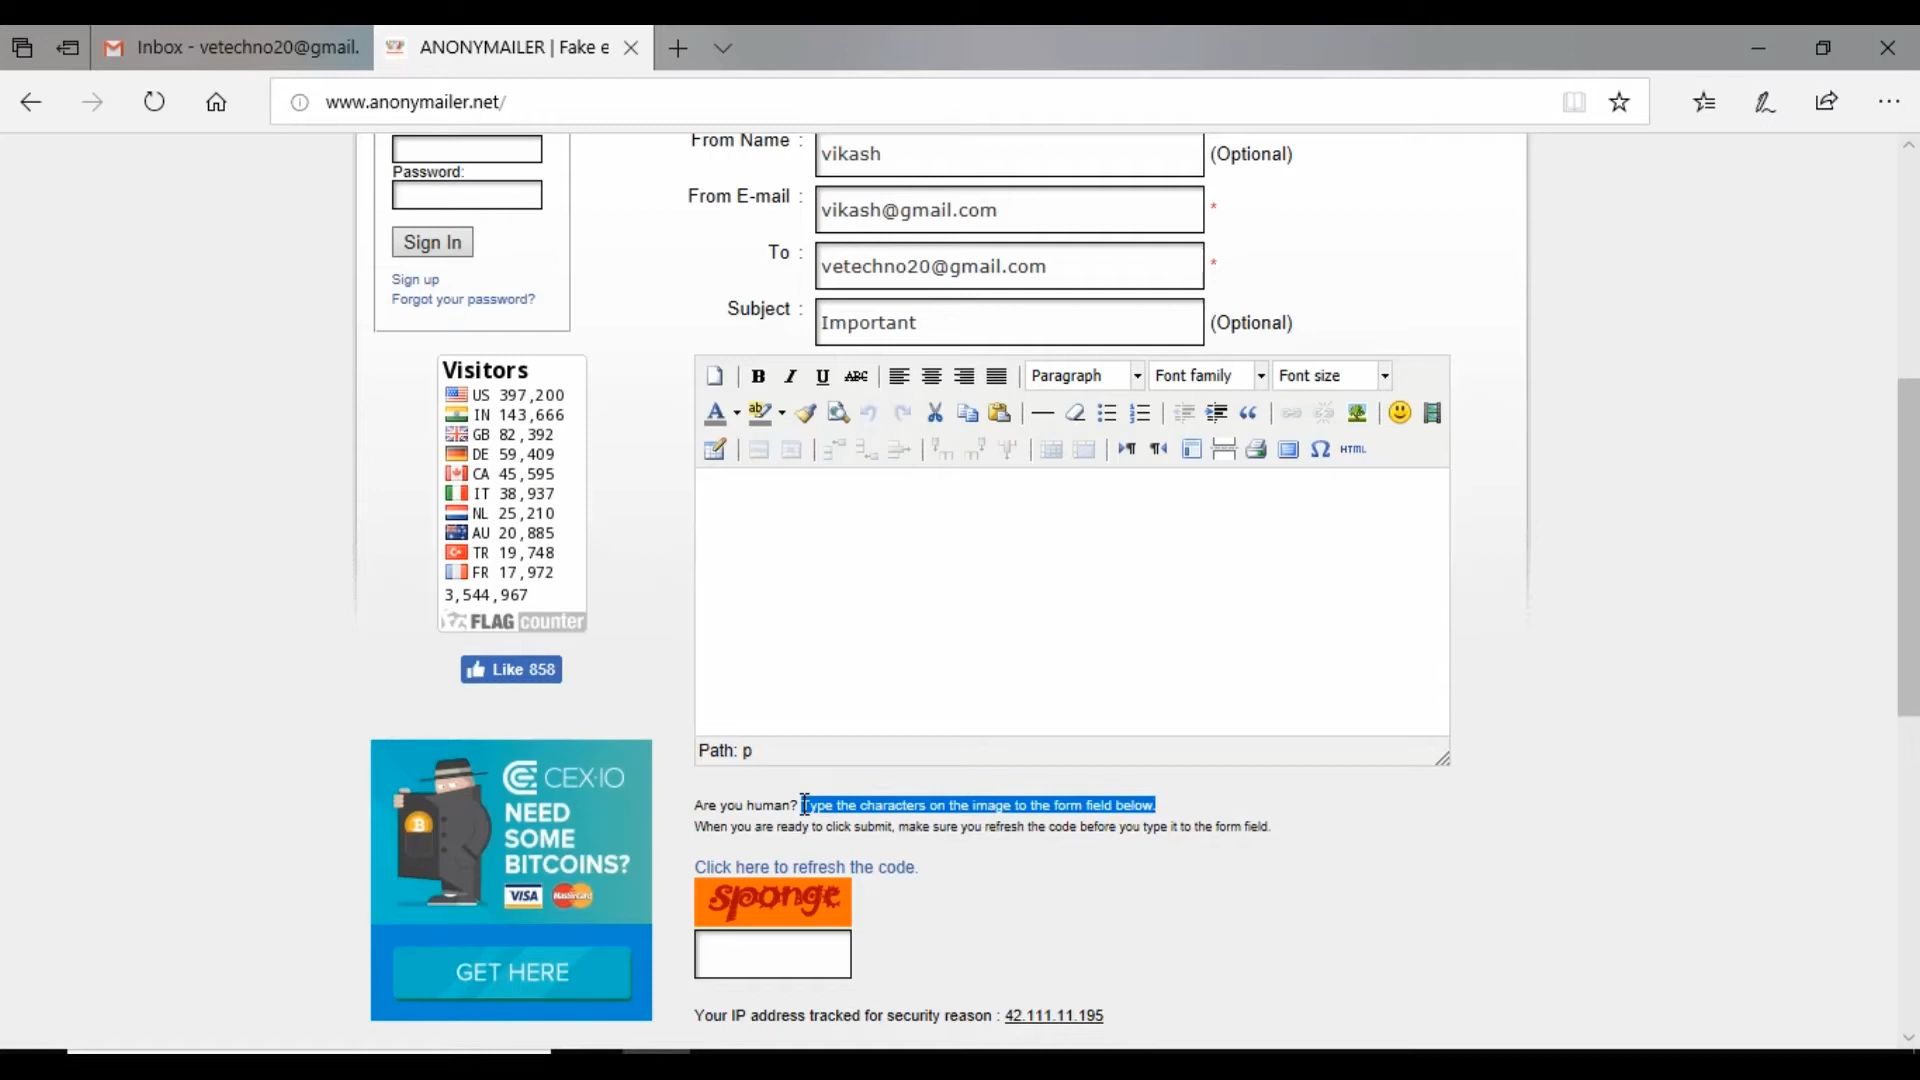 Inbox - vetechno20@gmail.
ANONYMAILER | Fake e
www.anonymailer.net/
Password:
Sign In
Sign up
Forgot your password?
From Name :
vikash
(Optional)
From E-mail :
vikash@gmail.com
*
To :
vetechno20@gmail.com
*
Subject :
Important
(Optional)
Visitors
US 397,200
IN 143,666
GB 82,392
DE 59,409
CA 45,595
IT 38,937
NL 25,210
AU 20,885
TR 19,748
FR 17,972
3,544,967
FLAG counter
Like 858
B I U ABC
Paragraph
Font family
Font size
HTML
Path: p
CEX·IO
NEED
SOME
BITCOINS?
VISA
MasterCard
GET HERE
Are you human? Type the characters on the image to the form field below.
When you are ready to click submit, make sure you refresh the code before you type it to the form field.
Click here to refresh the code.
sponge
Your IP address tracked for security reason : 42.111.11.195